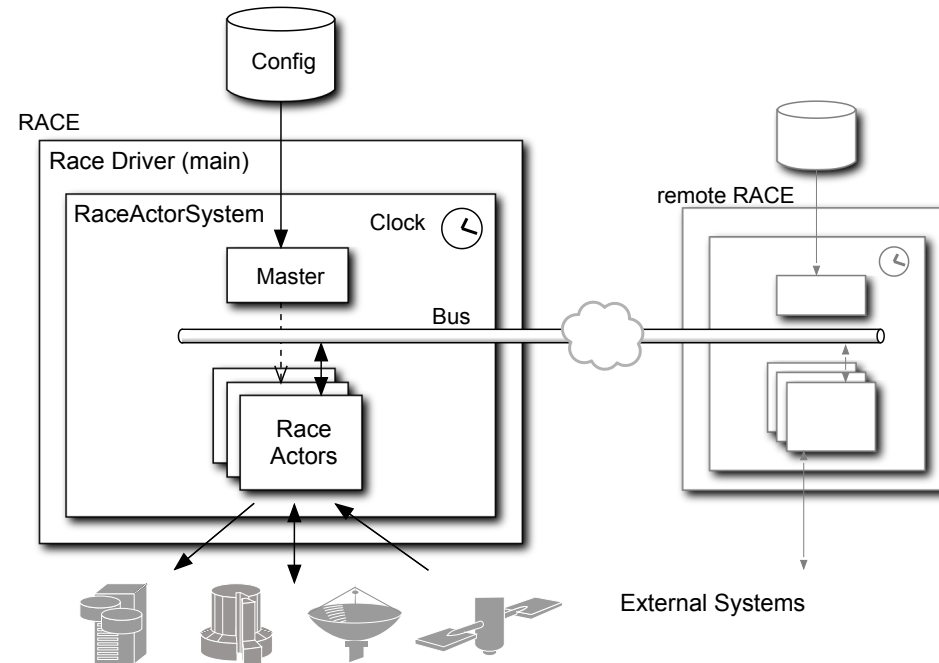 Config
RACE
Race Driver (main)
RaceActorSystem
Clock
Master
Bus
Race
Actors
remote RACE
External Systems